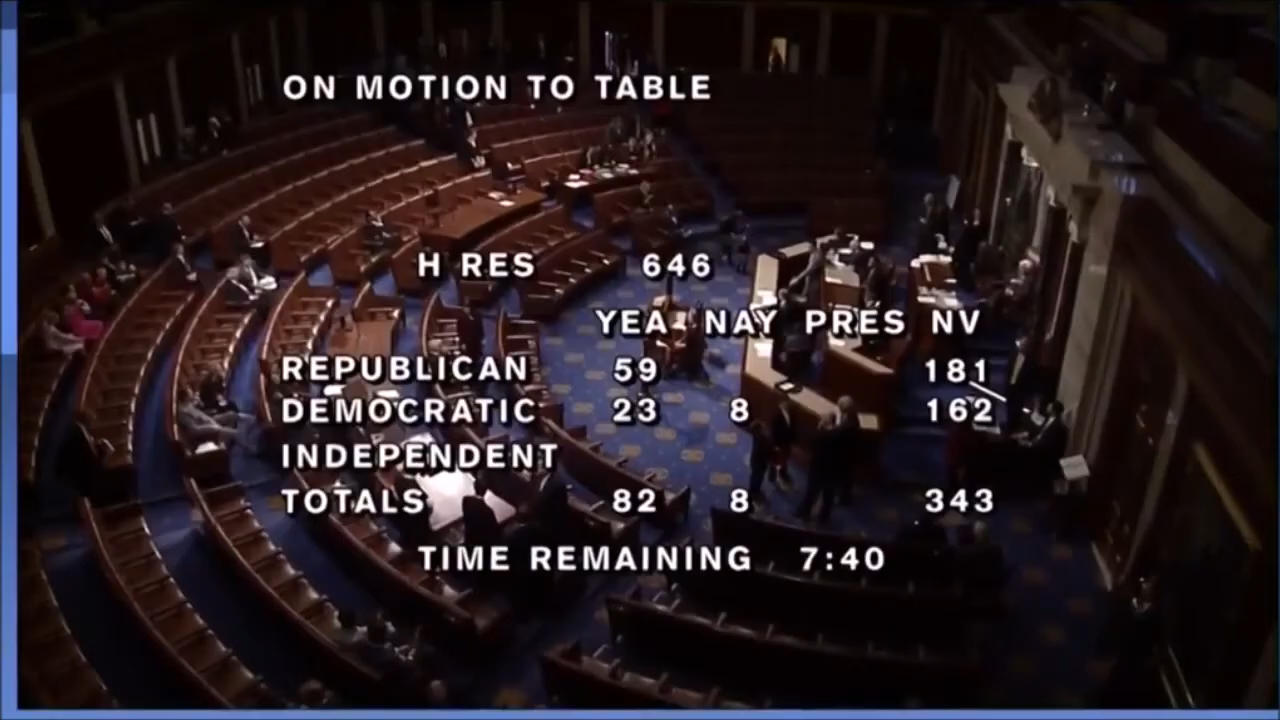 ON MOTION TO TABLE
H RES 646
YEA NAY PRES NV
REPUBLICAN 59 181
DEMOCRATIC 23 8 162
INDEPENDENT
TOTALS 82 8 343
TIME REMAINING 7:40